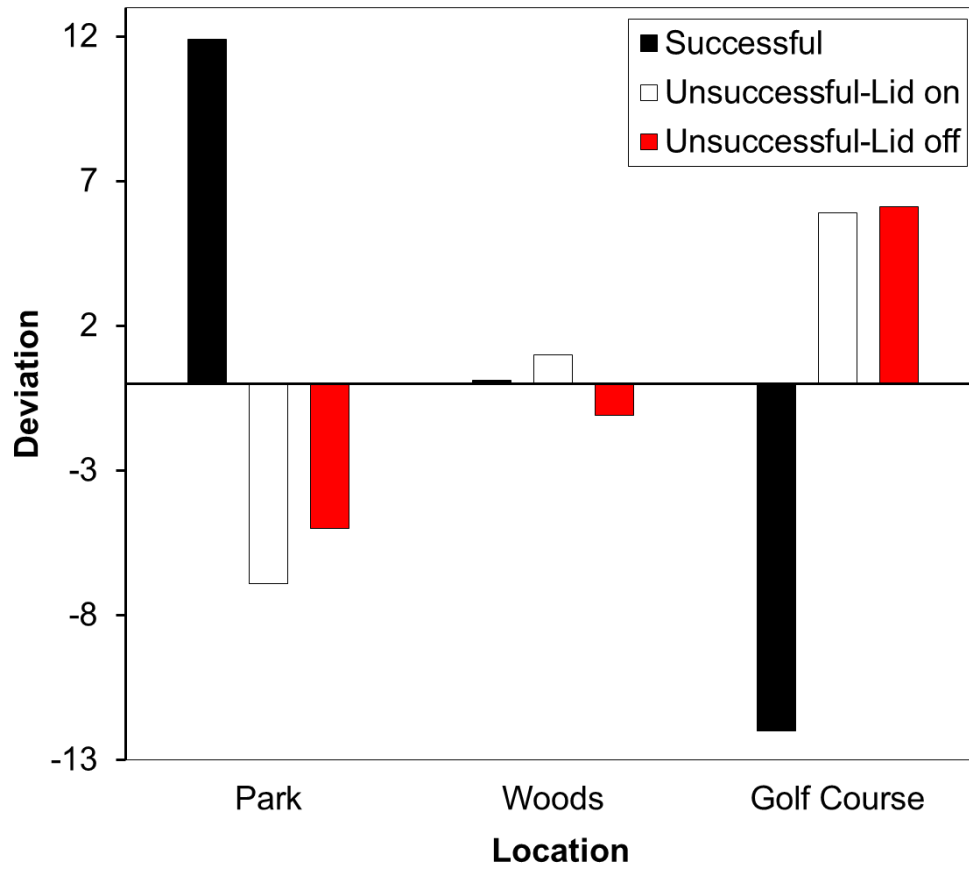 12
7
2
-3
-8
-13
Deviation
Successful
Unsuccessful-Lid on
Unsuccessful-Lid off
Park
Woods
Golf Course
Location